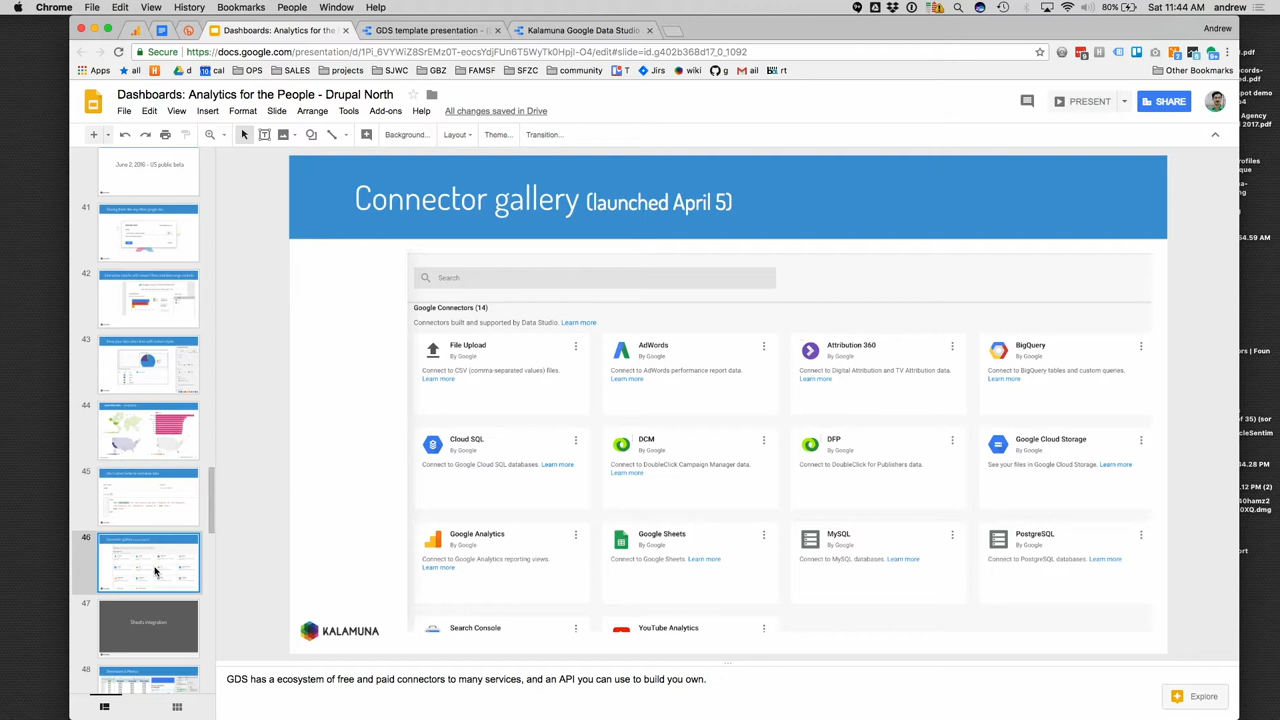 Chrome File Edit View History Bookmarks People Window Help
80% Sat 11:44 AM andrew
Dashboards: Analytics for the
GDS template presentation -
Kalamuna Google Data Studio
Andrew
Secure https://docs.google.com/presentation/d/1Pi_6VYWiZ8SrEMz0T-eocsYdjFUn6T5WyTk0HpjI-O4/edit#slide=id.g402b368d17_0_1092
Apps all d cal OPS SALES projects SJWC GBZ FAMSF SFZC community T Jirs wiki g ail rt Other Bookmarks
Dashboards: Analytics for the People - Drupal North
File Edit View Insert Format Slide Arrange Tools Add-ons Help All changes saved in Drive
PRESENT SHARE
Background... Layout Theme... Transition...
June 2, 2016 - US public beta
41
42
43
44
45
46
47
Sheets integration
48
Connector gallery (launched April 5)
Search
Google Connectors (14)
Connectors built and supported by Data Studio. Learn more
File Upload
By Google
Connect to CSV (comma-separated values) files.
Learn more
AdWords
By Google
Connect to AdWords performance report data.
Learn more
Attribution 360
By Google
Connect to Digital Attribution and TV Attribution data.
Learn more
BigQuery
By Google
Connect to BigQuery tables and custom queries.
Learn more
Cloud SQL
By Google
Connect to Google Cloud SQL databases. Learn more
DCM
By Google
Connect to DoubleClick Campaign Manager data.
Learn more
DFP
By Google
Connect to DoubleClick for Publishers data. Learn more
Google Cloud Storage
By Google
See your files in Google Cloud Storage. Learn more
Google Analytics
By Google
Connect to Google Analytics reporting views.
Learn more
Google Sheets
By Google
Connect to Google Sheets. Learn more
MySQL
By Google
Connect to MySQL databases. Learn more
PostgreSQL
By Google
Connect to PostgreSQL databases. Learn more
Search Console
YouTube Analytics
KALAMUNA
GDS has a ecosystem of free and paid connectors to many services, and an API you can use to build you own.
Explore